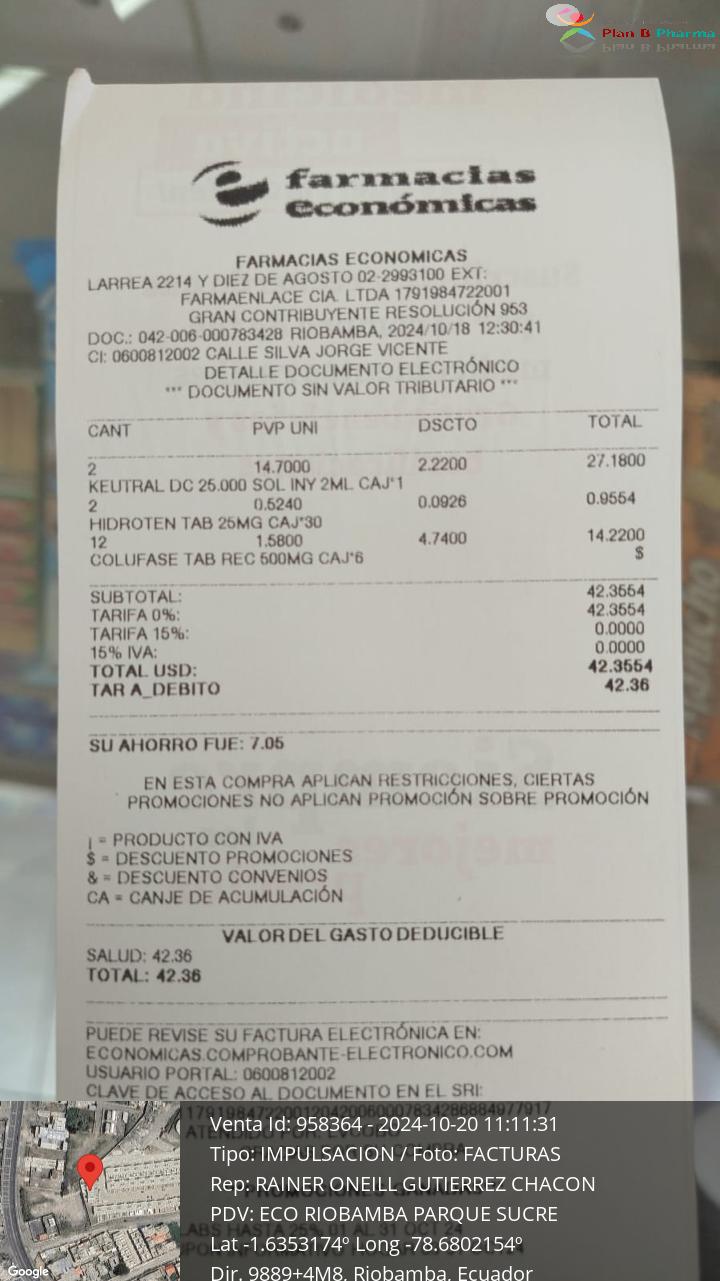 Plan B Pharma
farmacias
económicas
FARMACIAS ECONOMICAS
LARREA 2214 Y DIEZ DE AGOSTO 02-2993100 EXT:
FARMAENLACE CIA. LTDA 1791984722001
GRAN CONTRIBUYENTE RESOLUCIÓN 953
DOC.: 042-006-000783428 RIOBAMBA, 2024/10/18 12:30:41
CI: 0600812002 CALLE SILVA JORGE VICENTE
DETALLE DOCUMENTO ELECTRÓNICO
*** DOCUMENTO SIN VALOR TRIBUTARIO ***
CANT PVP UNI DSCTO TOTAL
2 14.7000 2.2200 27.1800
KEUTRAL DC 25.000 SOL INY 2ML CAJ*1
2 0.5240 0.0926 0.9554
HIDROTEN TAB 25MG CAJ*30
12 1.5800 4.7400 14.2200
COLUFASE TAB REC 500MG CAJ*6 $
SUBTOTAL: 42.3554
TARIFA 0%: 42.3554
TARIFA 15%: 0.0000
15% IVA: 0.0000
TOTAL USD: 42.3554
TAR A_DEBITO 42.36
SU AHORRO FUE: 7.05
EN ESTA COMPRA APLICAN RESTRICCIONES, CIERTAS
PROMOCIONES NO APLICAN PROMOCIÓN SOBRE PROMOCIÓN
¡ = PRODUCTO CON IVA
$ = DESCUENTO PROMOCIONES
& = DESCUENTO CONVENIOS
CA = CANJE DE ACUMULACIÓN
VALOR DEL GASTO DEDUCIBLE
SALUD: 42.36
TOTAL: 42.36
PUEDE REVISE SU FACTURA ELECTRÓNICA EN:
ECONOMICAS.COMPROBANTE-ELECTRONICO.COM
USUARIO PORTAL: 0600812002
CLAVE DE ACCESO AL DOCUMENTO EN EL SRI:
Venta Id: 958364 - 2024-10-20 11:11:31
Tipo: IMPULSACION / Foto: FACTURAS
Rep: RAINER ONEILL GUTIERREZ CHACON
PDV: ECO RIOBAMBA PARQUE SUCRE
Lat -1.6353174º Long -78.6802154º
Dir. 9889+4M8, Riobamba, Ecuador
Google